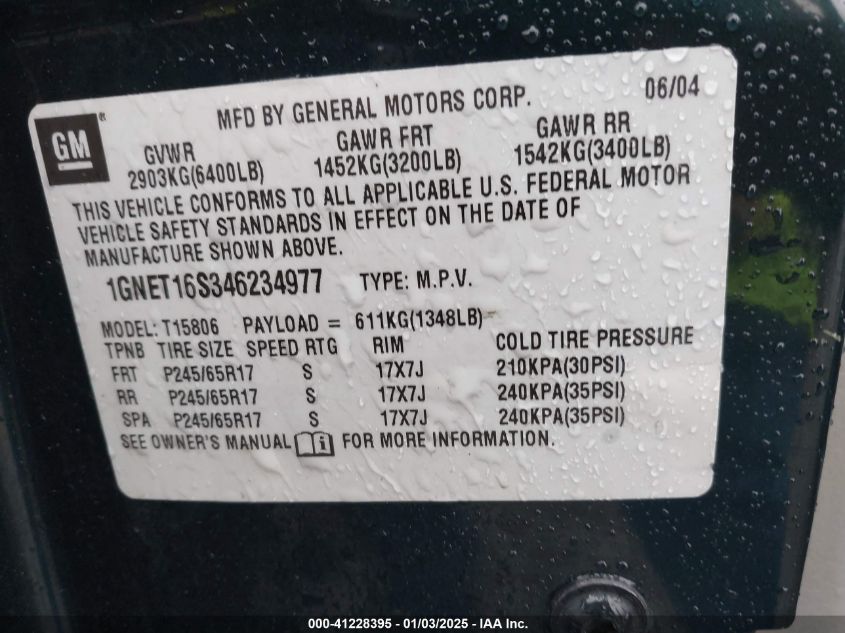 MFD BY GENERAL MOTORS CORP. 06/04
GM®
GVWR GAWR FRT GAWR RR
2903KG(6400LB) 1452KG(3200LB) 1542KG(3400LB)
THIS VEHICLE CONFORMS TO ALL APPLICABLE U.S. FEDERAL MOTOR
VEHICLE SAFETY STANDARDS IN EFFECT ON THE DATE OF
MANUFACTURE SHOWN ABOVE.
1GNET16S346234977 TYPE: M.P.V.
MODEL: T15806 PAYLOAD = 611KG(1348LB)
TPNB TIRE SIZE SPEED RTG RIM COLD TIRE PRESSURE
FRT P245/65R17 S 17X7J 210KPA(30PSI)
RR P245/65R17 S 17X7J 240KPA(35PSI)
SPA P245/65R17 S 17X7J 240KPA(35PSI)
SEE OWNER'S MANUAL i FOR MORE INFORMATION.
000-41228395 - 01/03/2025 - IAAI US - IAA Holdings, LLC.